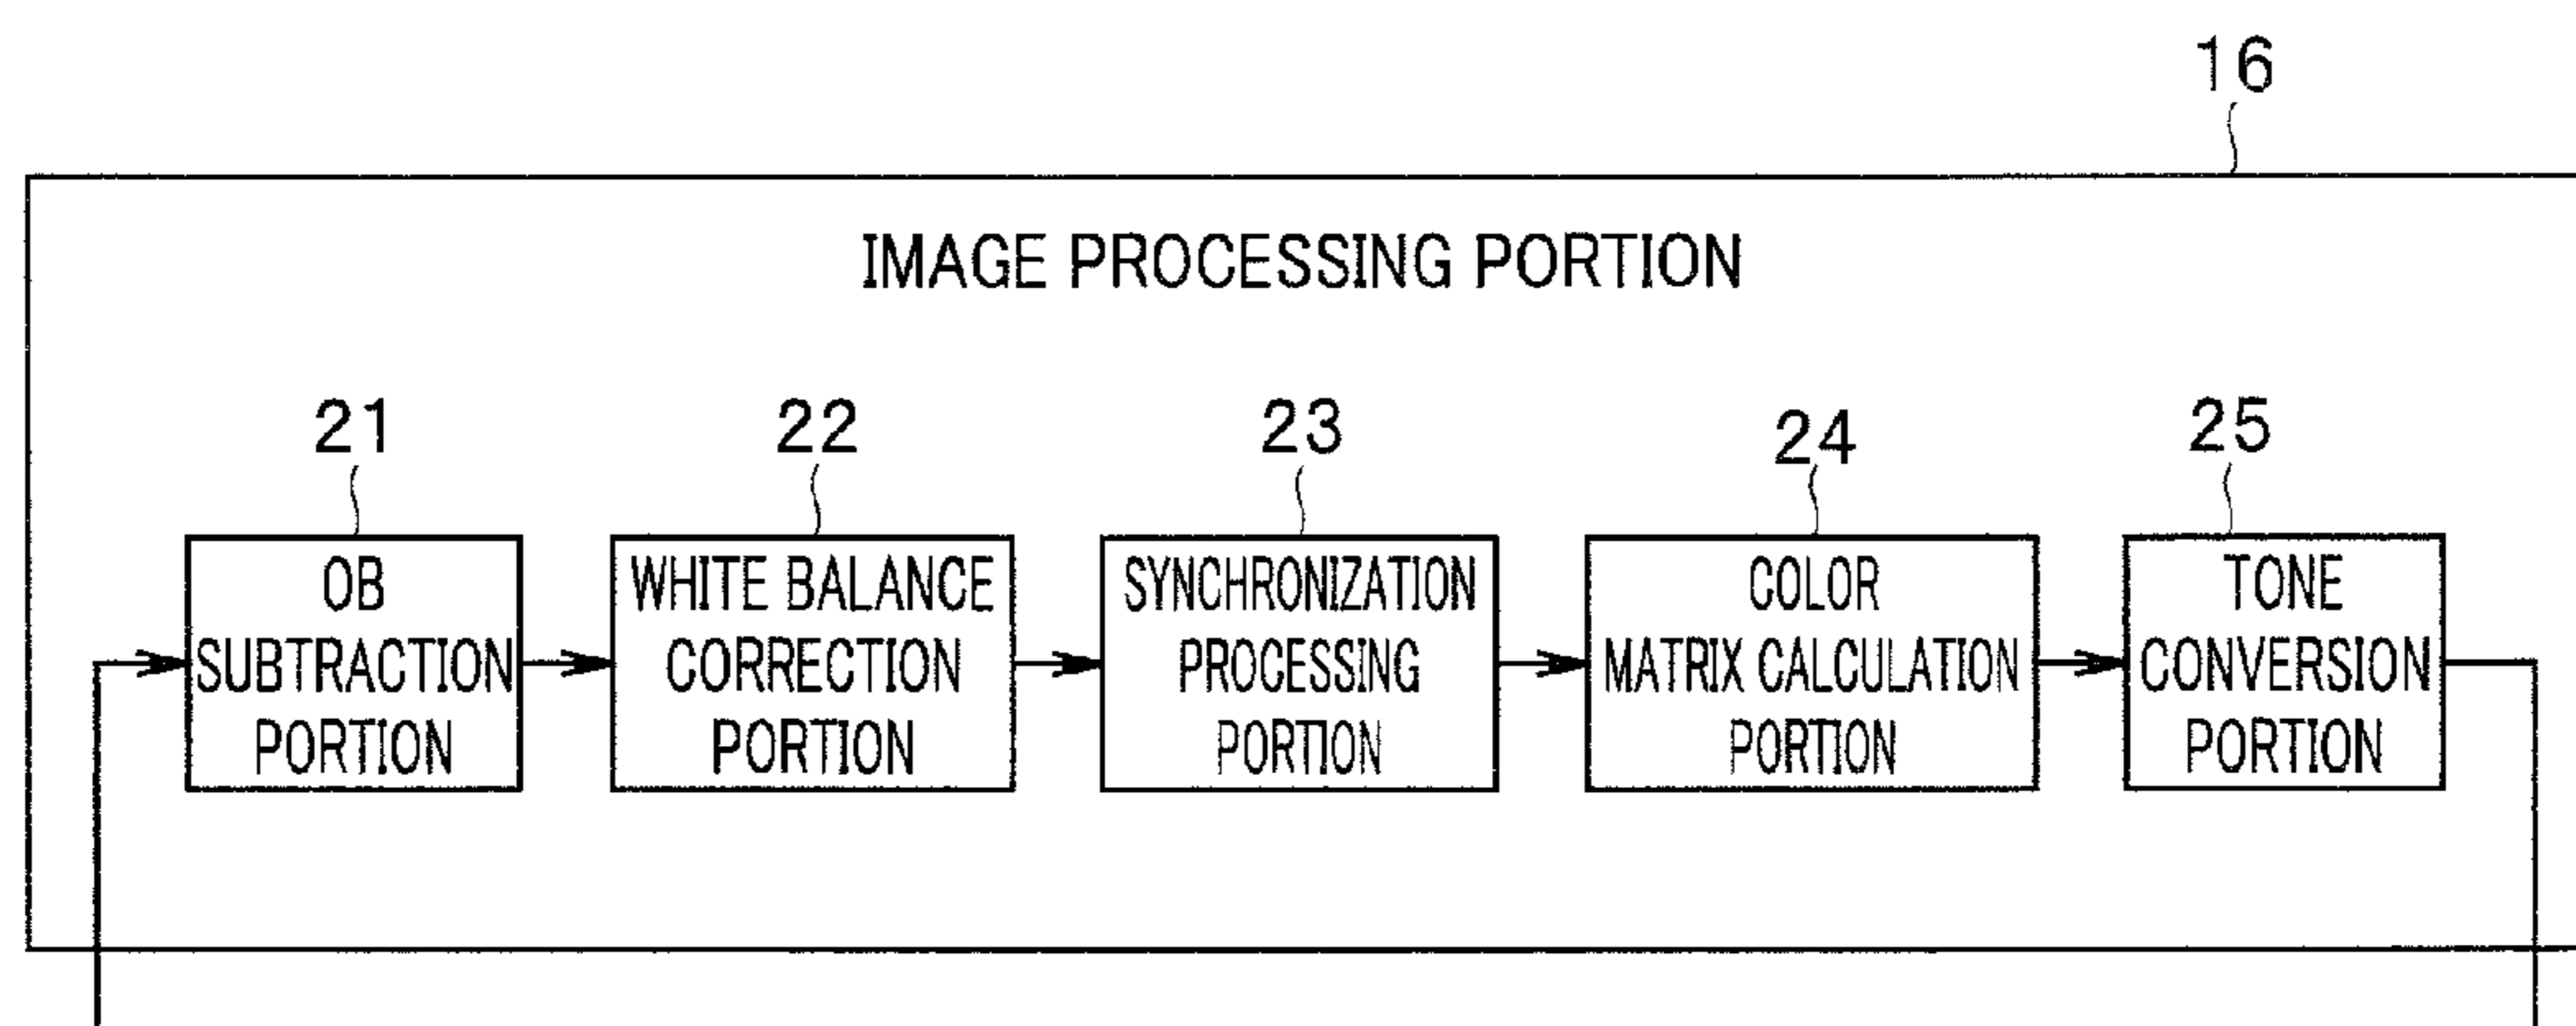 16
IMAGE PROCESSING PORTION
21
22
23
24
25
OB
SUBTRACTION
PORTION
WHITE BALANCE
CORRECTION
PORTION
SYNCHRONIZATION
PROCESSING
PORTION
COLOR
MATRIX CALCULATION
PORTION
TONE
CONVERSION
PORTION